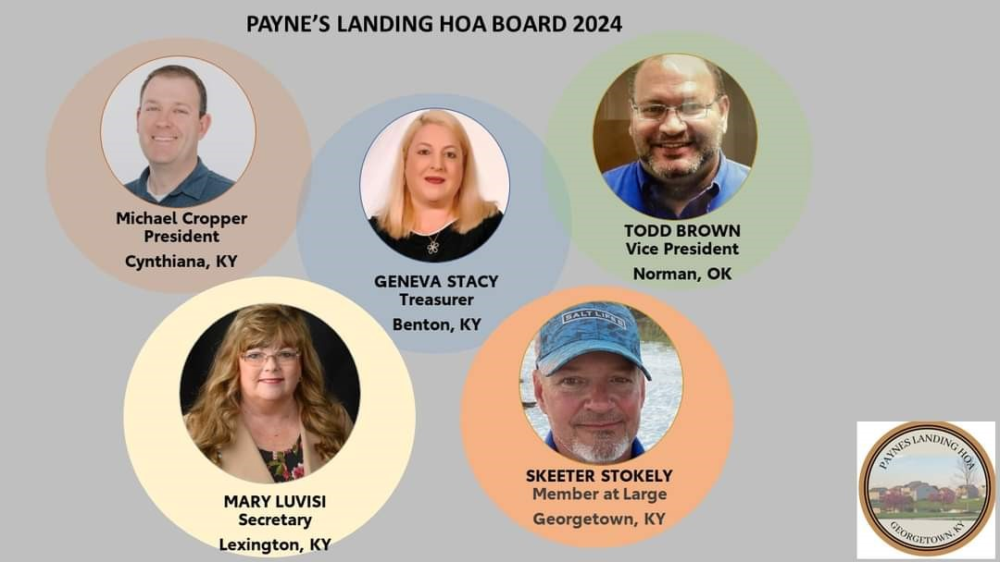 PAYNE'S LANDING HOA BOARD 2024
Michael Cropper
President
Cynthiana, KY
GENEVA STACY
Treasurer
Benton, KY
TODD BROWN
Vice President
Norman, OK
MARY LUVISI
Secretary
Lexington, KY
SALT LIFE
SKEETER STOKELY
Member at Large
Georgetown, KY
PAYNES LANDING HOA
GEORGETOWN, KY